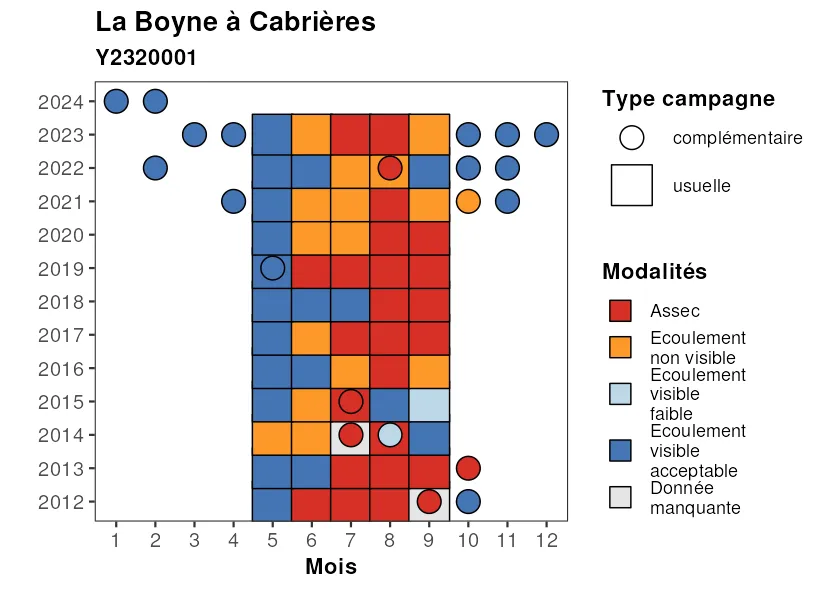 La Boyne à Cabrières
Y2320001
2024
2023
2022
2021
2020
2019
2018
2017
2016
2015
2014
2013
2012
1 2 3 4 5 6 7 8 9 10 11 12
Mois
Type campagne
complémentaire
usuelle
Modalités
Assec
Ecoulement
non visible
Ecoulement
visible
faible
Ecoulement
visible
acceptable
Donnée
manquante